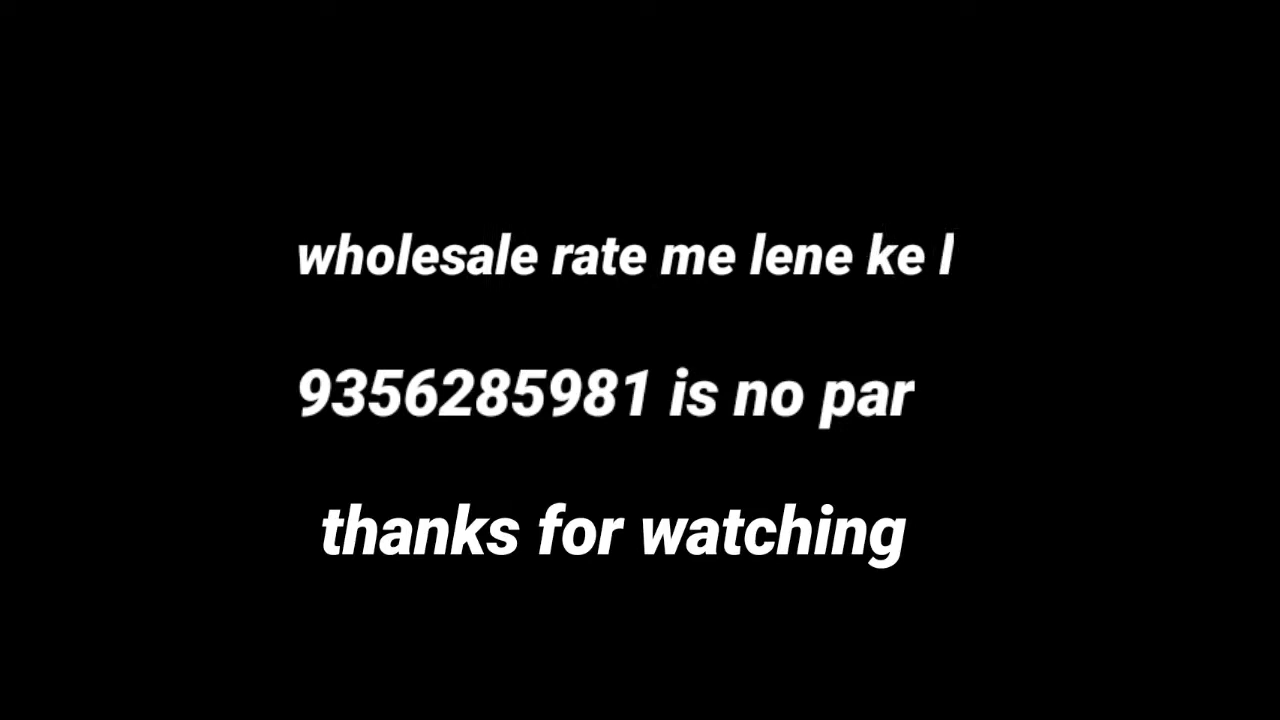 wholesale rate me lene ke l
9356285981 is no par
thanks for watching